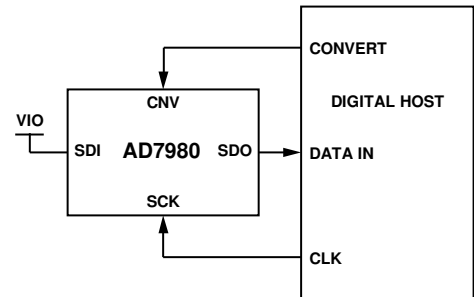 CONVERT
CNV
DIGITAL HOST
VIO
SDI AD7980 SDO
DATA IN
SCK
CLK